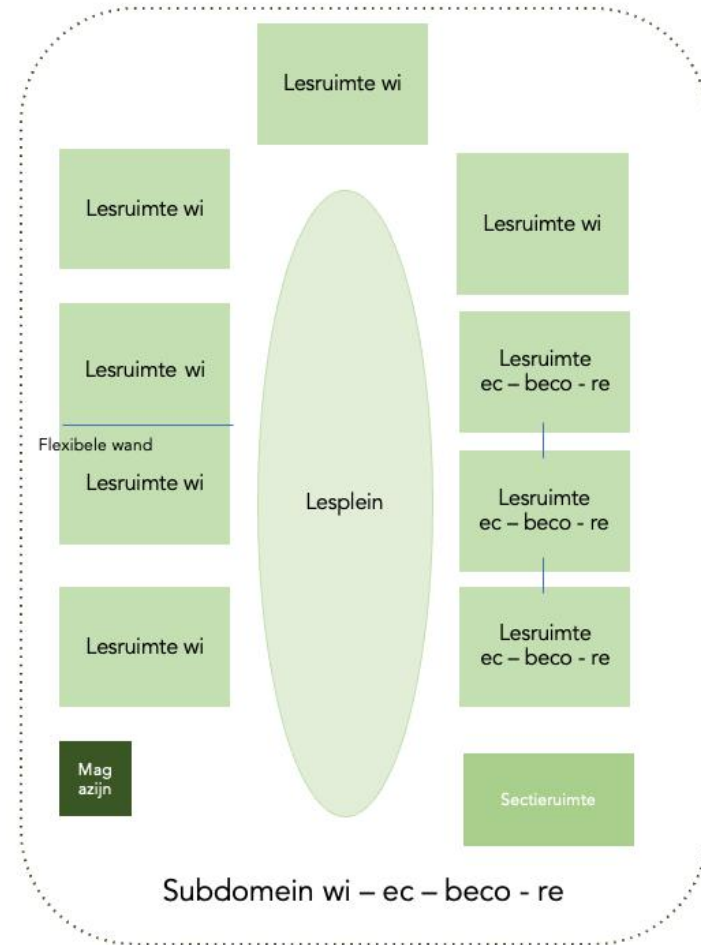 Lesruimte wi
Lesruimte wi
Lesruimte wi
Lesruimte wi
Flexibele wand
Lesruimte wi
Lesruimte wi
Mag
azijn
Lesplein
Lesruimte
ec – beco - re
Lesruimte
ec – beco - re
Lesruimte
ec – beco - re
Sectieruimte
Subdomein wi – ec – beco - re